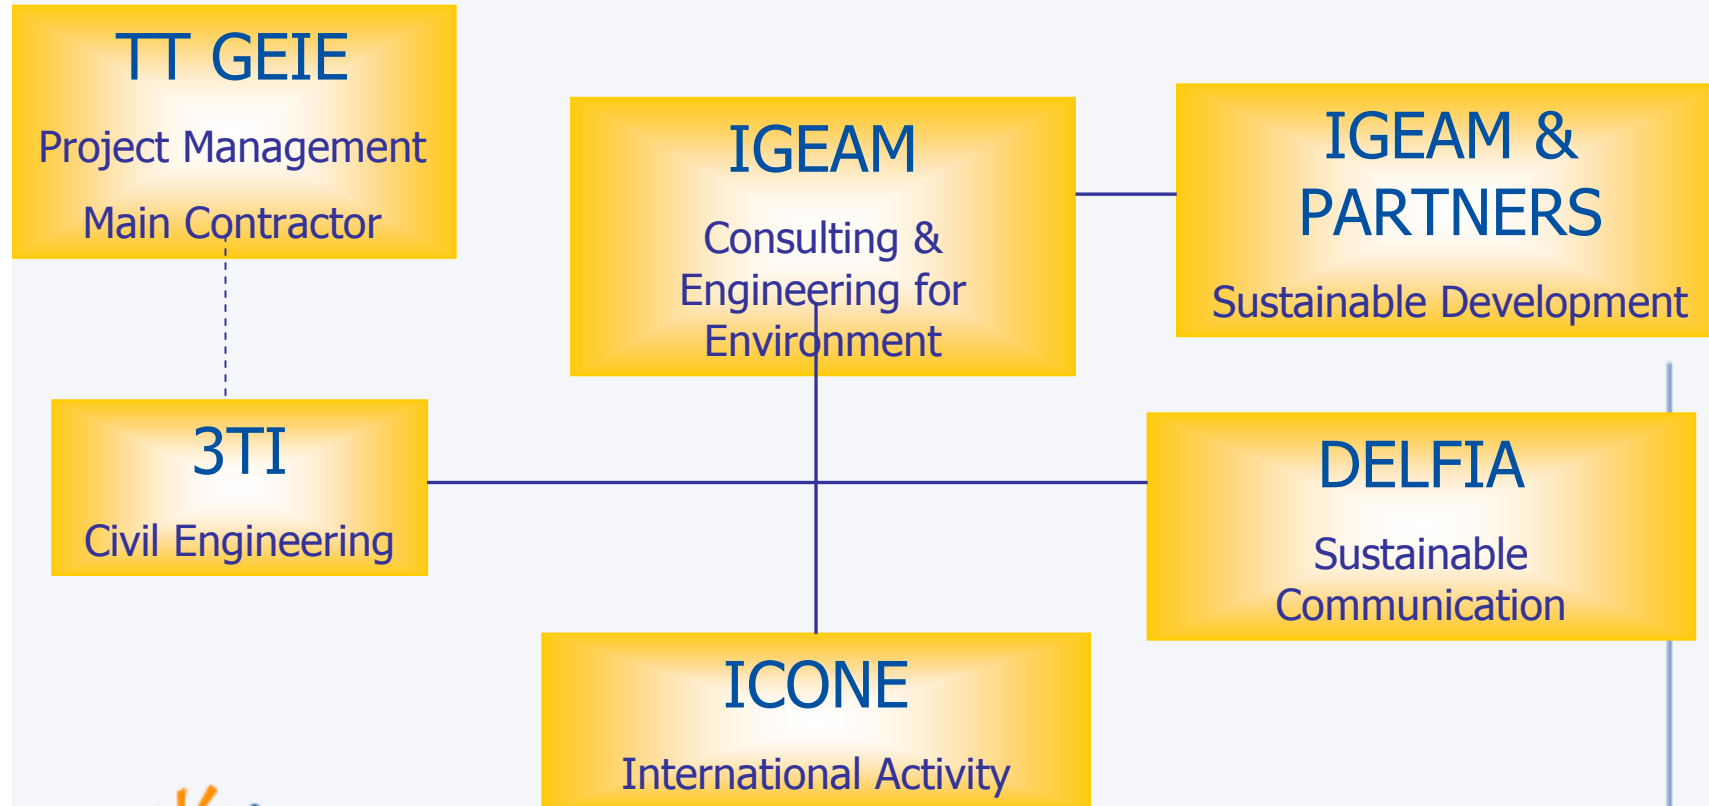 TT GEIE
Project Management
Main Contractor
IGEAM
Consulting &
Engineering for
Environment
IGEAM &
PARTNERS
Sustainable Development
3TI
Civil Engineering
DELFIA
Sustainable
Communication
ICONE
International Activity